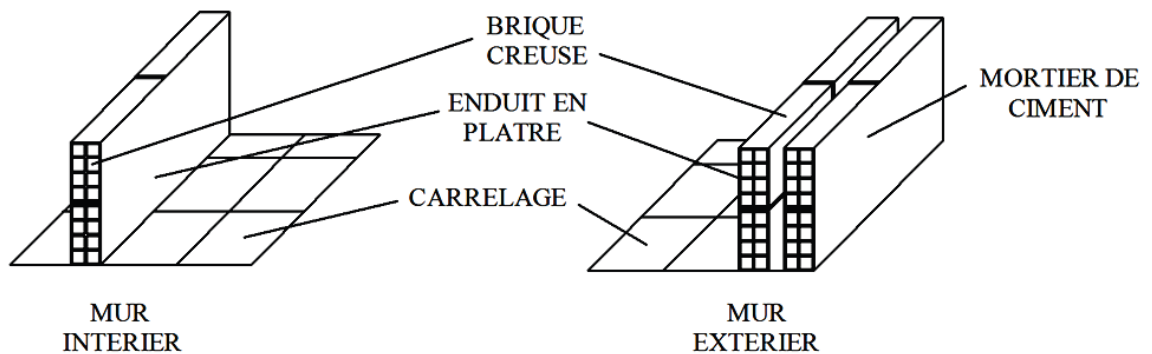 BRIQUE
CREUSE
MORTIER DE
CIMENT
ENDUIT EN
PLATRE
CARRELAGE
MUR
INTERIER
MUR
EXTERIER